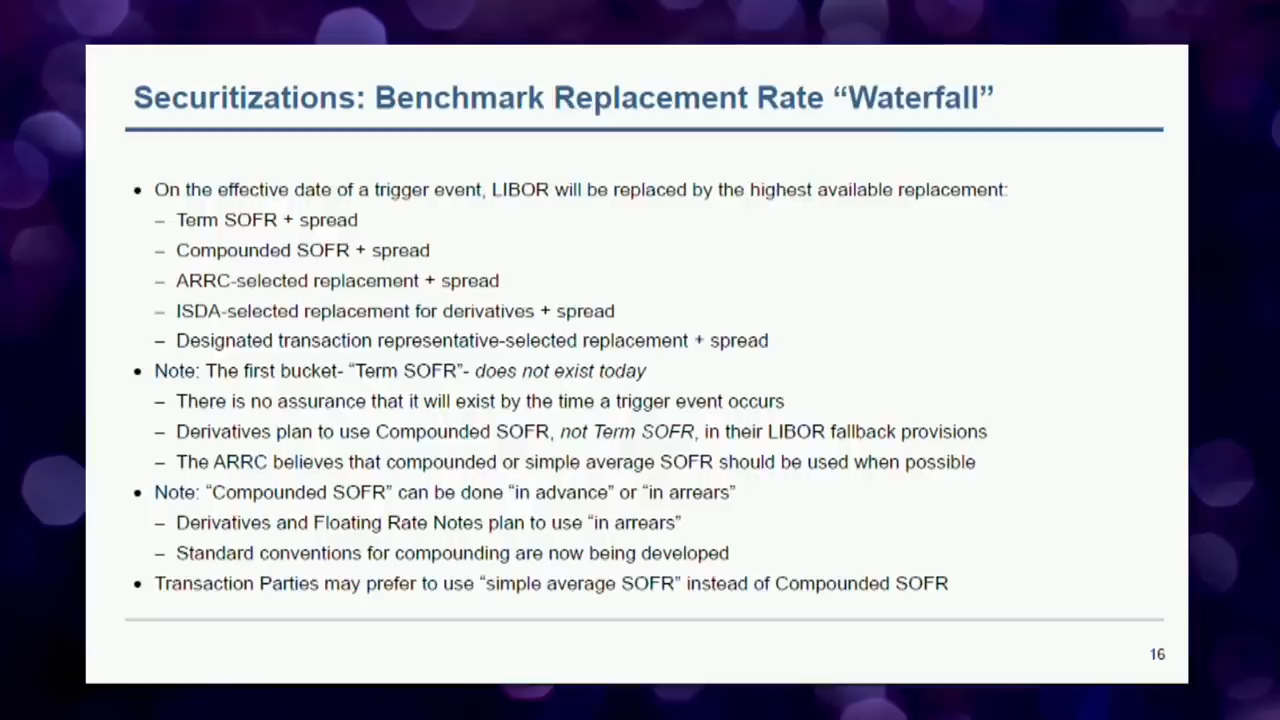 Securitizations: Benchmark Replacement Rate “Waterfall”
• On the effective date of a trigger event, LIBOR will be replaced by the highest available replacement:
– Term SOFR + spread
– Compounded SOFR + spread
– ARRC-selected replacement + spread
– ISDA-selected replacement for derivatives + spread
– Designated transaction representative-selected replacement + spread
• Note: The first bucket- “Term SOFR”- does not exist today
– There is no assurance that it will exist by the time a trigger event occurs
– Derivatives plan to use Compounded SOFR, not Term SOFR, in their LIBOR fallback provisions
– The ARRC believes that compounded or simple average SOFR should be used when possible
• Note: “Compounded SOFR” can be done “in advance” or “in arrears”
– Derivatives and Floating Rate Notes plan to use “in arrears”
– Standard conventions for compounding are now being developed
• Transaction Parties may prefer to use “simple average SOFR” instead of Compounded SOFR
16